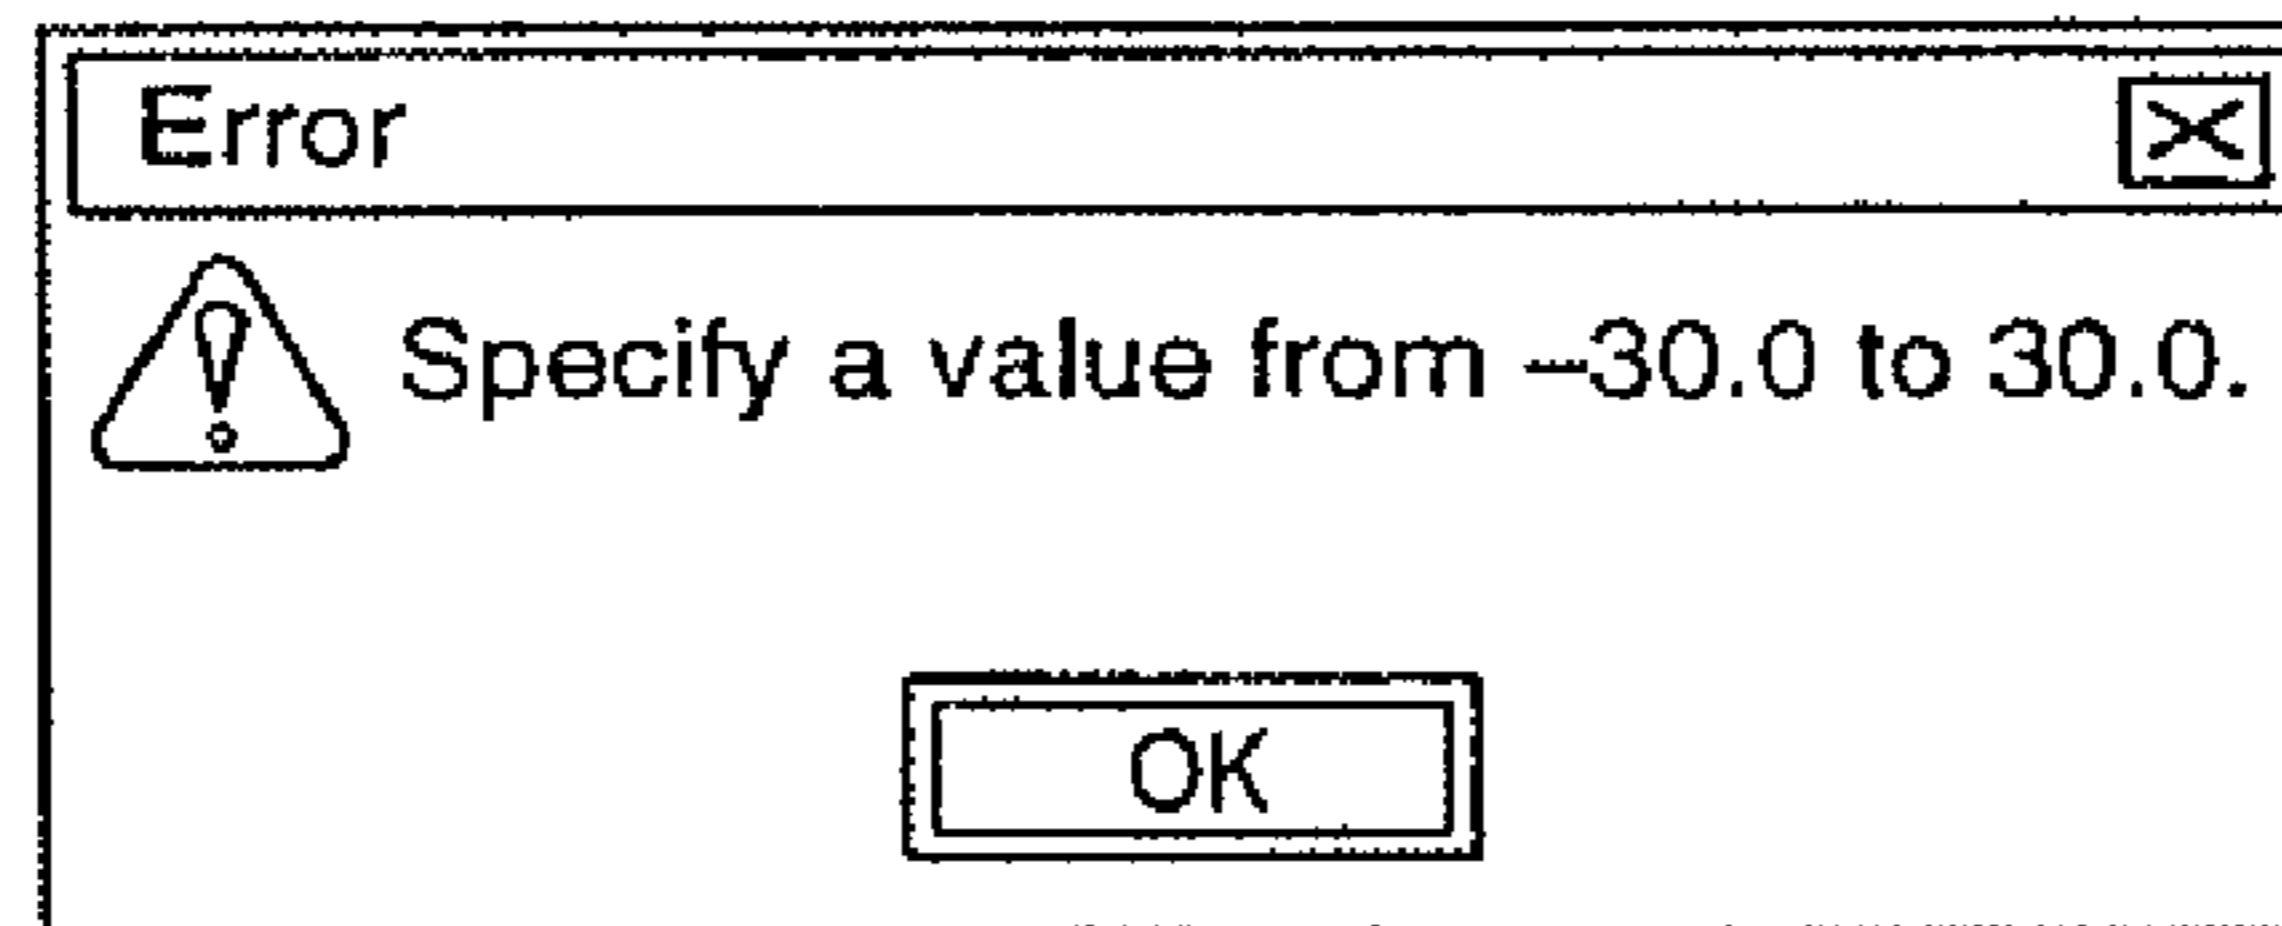 Error
Specify a value from –30.0 to 30.0.
OK